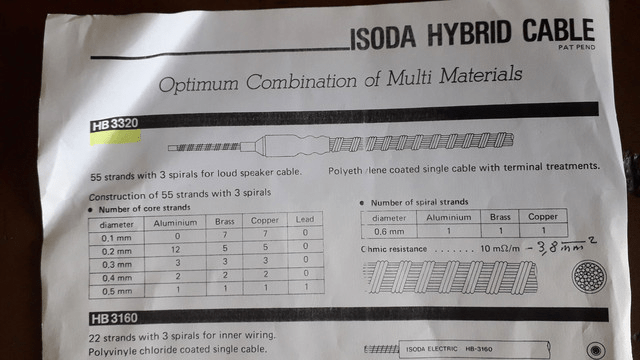 ISODA HYBRID CABLE
PAT PEND
Optimum Combination of Multi Materials
HB 3320
55 strands with 3 spirals for loud speaker cable. Polyeth lene coated single cable with terminal treatments.
Construction of 55 strands with 3 spirals
• Number of core strands
diameter Aluminium Brass Copper Lead
0.1 mm 0 7 7 0
0.2 mm 12 5 5 0
0.3 mm 3 3 3 0
0.4 mm 2 2 2 0
0.5 mm 1 1 1 1
• Number of spiral strands
diameter Aluminium Brass Copper
0.6 mm 1 1 1
Ohmic resistance ....... 10 mΩ/m - 3,8 mm²
HB 3160
22 strands with 3 spirals for inner wiring.
Polyvinyle chloride coated single cable.
ISODA ELECTRIC HB-3160